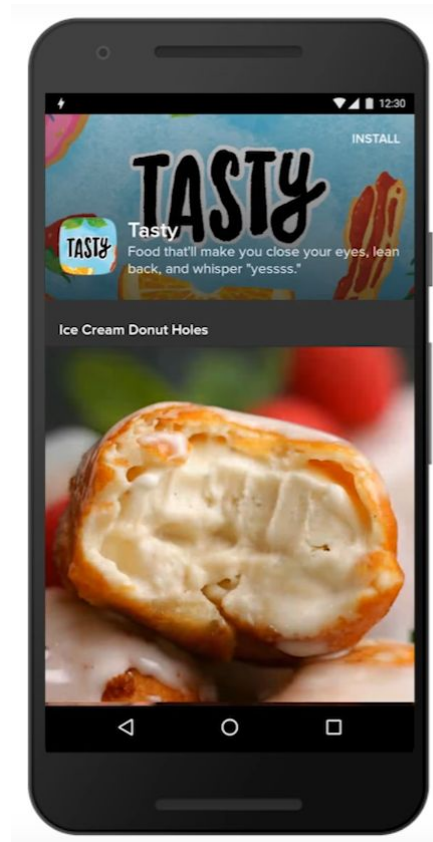 12:30
INSTALL
TASTY
Tasty
TASTY
Food that'll make you close your eyes, lean
back, and whisper "yessss."
Ice Cream Donut Holes